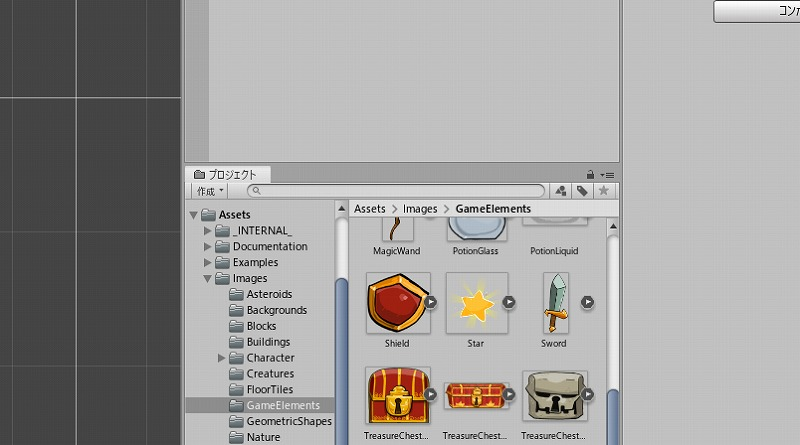 コンポ
プロジェクト
作成
Assets > Images > GameElements
Assets
_INTERNAL_
Documentation
Examples
Images
Asteroids
Backgrounds
Blocks
Buildings
Character
Creatures
FloorTiles
GameElements
GeometricShapes
Nature
MagicWand PotionGlass PotionLiquid
Shield Star Sword
TreasureChest... TreasureChest... TreasureChest...